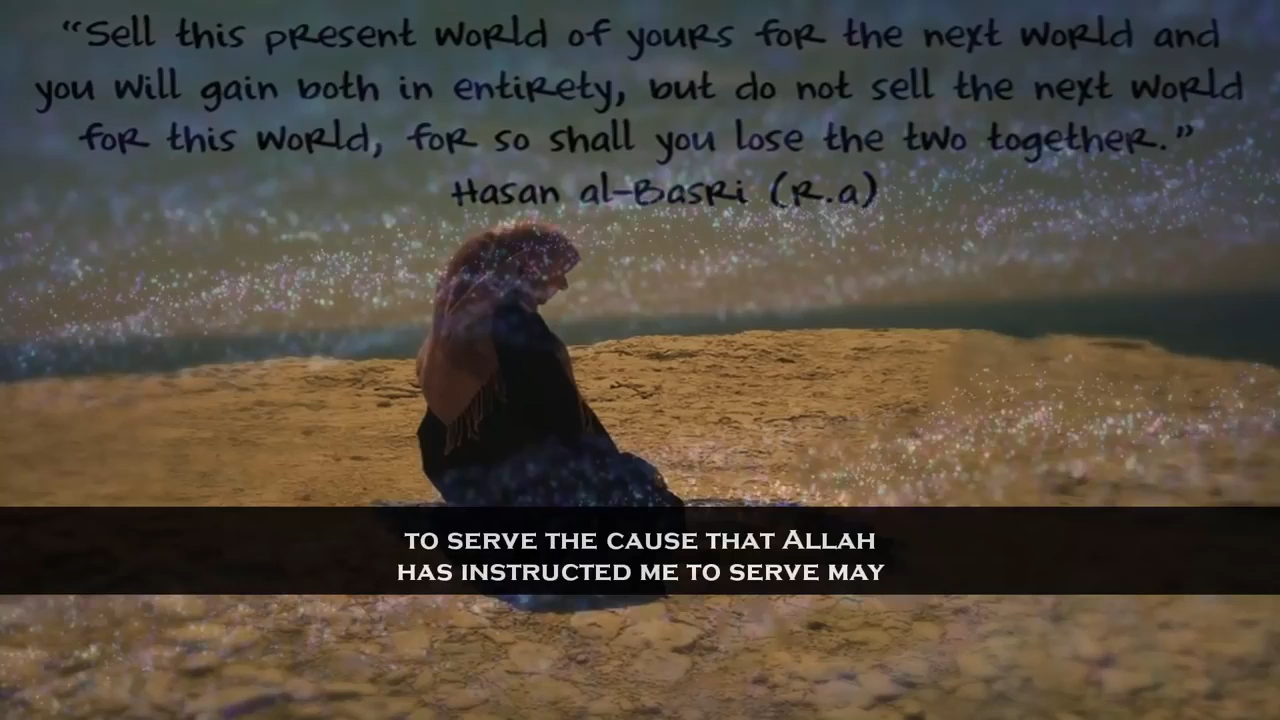 “Sell this present world of yours for the next world and
you will gain both in entirety, but do not sell the next world
for this world, for so shall you lose the two together.”
Hasan al-Basri (R.a)
TO SERVE THE CAUSE THAT ALLAH
HAS INSTRUCTED ME TO SERVE MAY